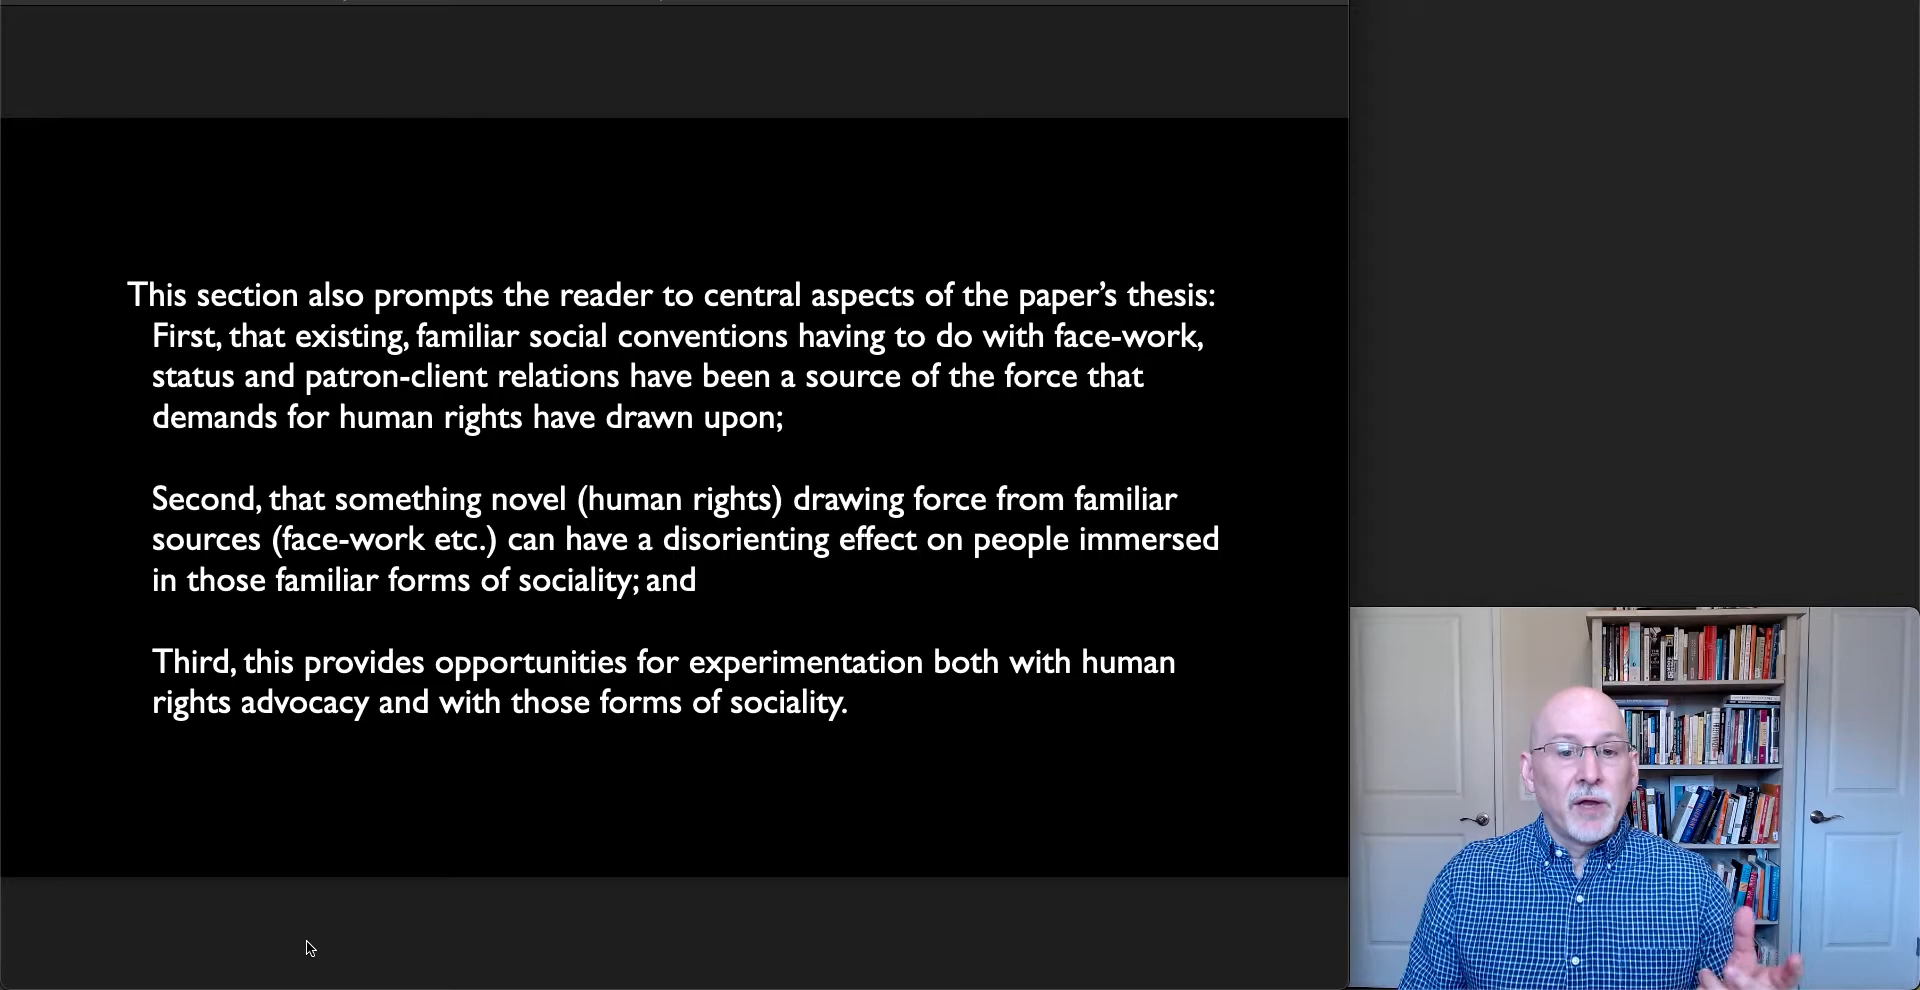 This section also prompts the reader to central aspects of the paper’s thesis:
First, that existing, familiar social conventions having to do with face-work,
status and patron-client relations have been a source of the force that
demands for human rights have drawn upon;
Second, that something novel (human rights) drawing force from familiar
sources (face-work etc.) can have a disorienting effect on people immersed
in those familiar forms of sociality; and
Third, this provides opportunities for experimentation both with human
rights advocacy and with those forms of sociality.